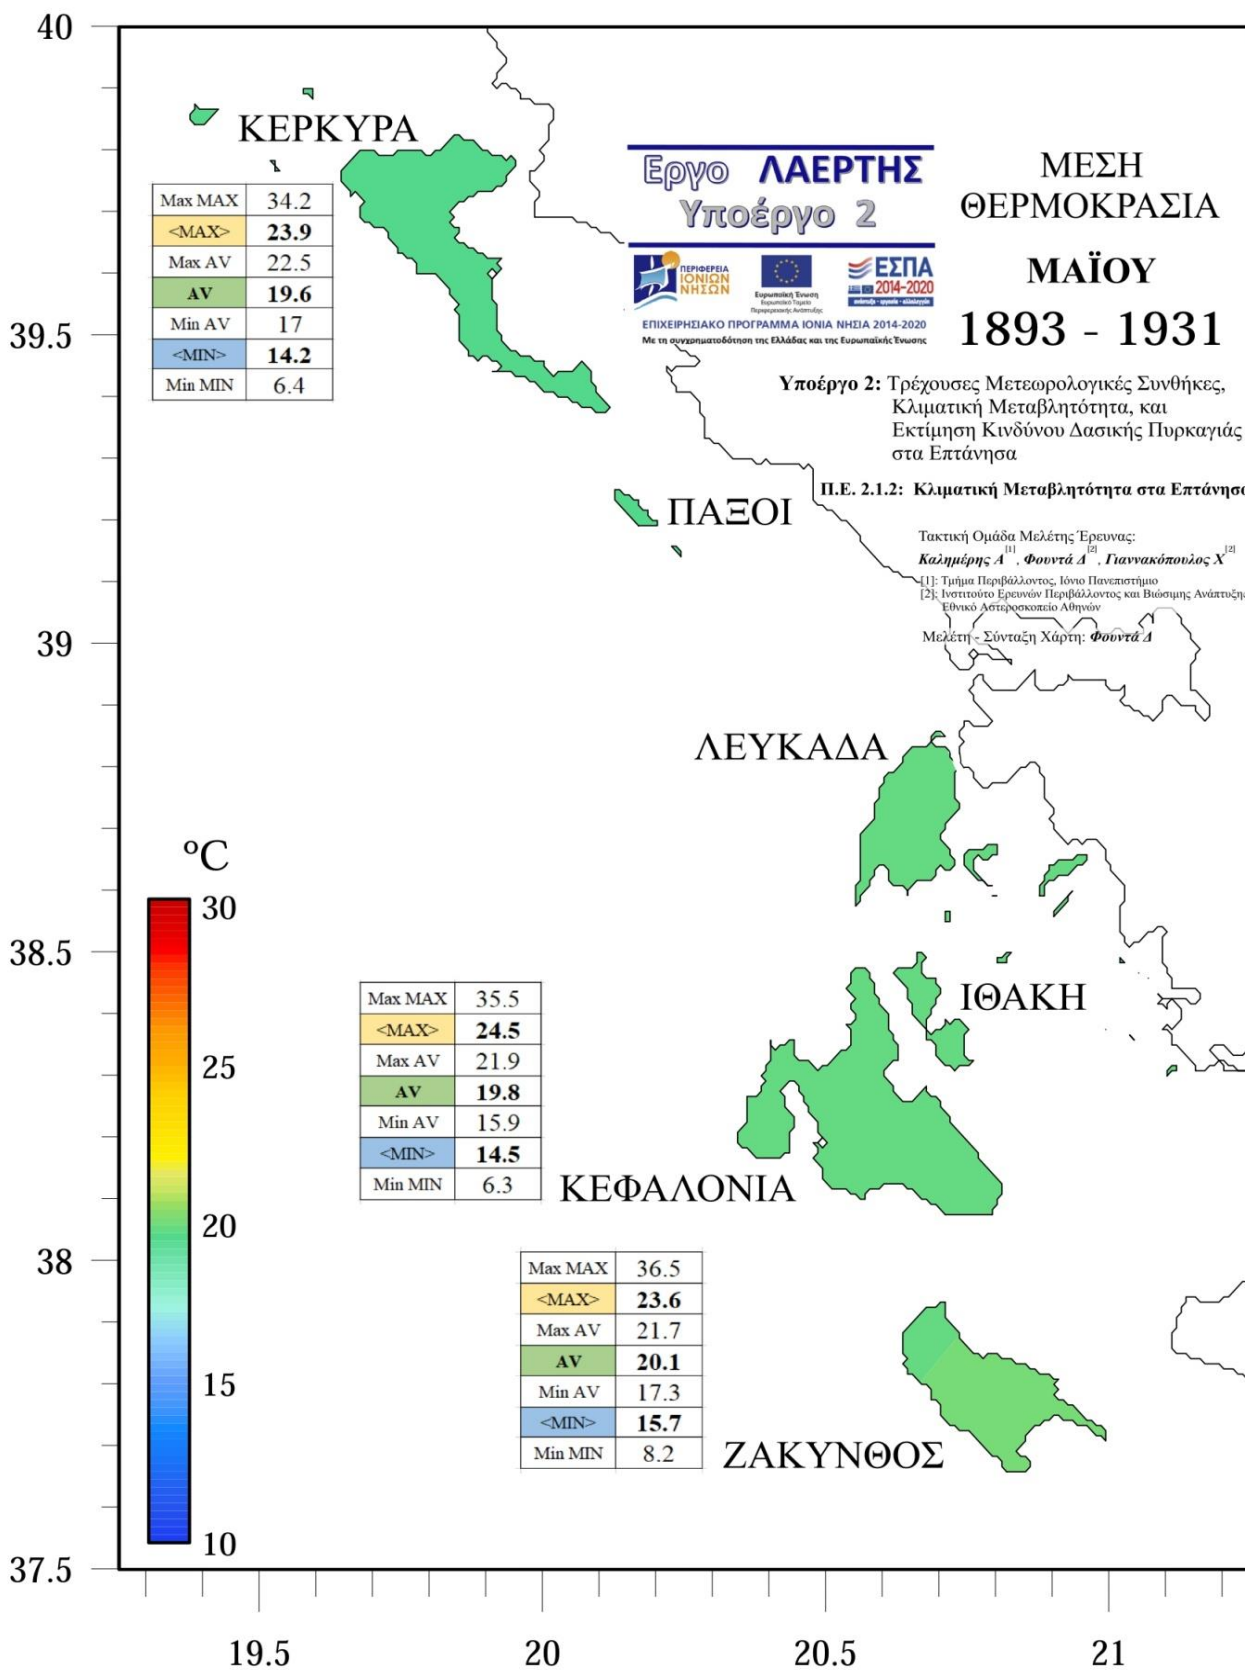 40
39.5
39
38.5
38
37.5
19.5
20
20.5
21
ΚΕΡΚΥΡΑ
Max MAX 34.2
<MAX> 23.9
Max AV 22.5
AV 19.6
Min AV 17
<MIN> 14.2
Min MIN 6.4
Εργο ΛΑΕΡΤΗΣ
Υποέργο 2
ΠΕΡΙΦΕΡΕΙΑ
ΙΟΝΙΩΝ
ΝΗΣΩΝ
Ευρωπαϊκή Ένωση
Ευρωπαϊκό Ταμείο
Περιφερειακής Ανάπτυξης
ΕΣΠΑ
2014-2020
ανάπτυξη - εργασία - αλληλεγγύη
ΕΠΙΧΕΙΡΗΣΙΑΚΟ ΠΡΟΓΡΑΜΜΑ ΙΟΝΙΑ ΝΗΣΙΑ 2014-2020
Με τη συγχρηματοδότηση της Ελλάδας και της Ευρωπαϊκής Ένωσης
ΜΕΣΗ
ΘΕΡΜΟΚΡΑΣΙΑ
ΜΑΪΟΥ
1893 - 1931
Υποέργο 2: Τρέχουσες Μετεωρολογικές Συνθήκες,
Κλιματική Μεταβλητότητα, και
Εκτίμηση Κινδύνου Δασικής Πυρκαγιάς
στα Επτάνησα
Π.Ε. 2.1.2: Κλιματική Μεταβλητότητα στα Επτάνησα
Τακτική Ομάδα Μελέτης Έρευνας:
Καλημέρης Α[1], Φουντά Δ[2], Γιαννακόπουλος Χ[2]
[1]: Τμήμα Περιβάλλοντος, Ιόνιο Πανεπιστήμιο
[2]: Ινστιτούτο Ερευνών Περιβάλλοντος και Βιώσιμης Ανάπτυξης
Εθνικό Αστεροσκοπείο Αθηνών
Μελέτη - Σύνταξη Χάρτη: Φουντά Δ
ΠΑΞΟΙ
ΛΕΥΚΑΔΑ
ΙΘΑΚΗ
°C
30
25
20
15
10
Max MAX 35.5
<MAX> 24.5
Max AV 21.9
AV 19.8
Min AV 15.9
<MIN> 14.5
Min MIN 6.3
ΚΕΦΑΛΟΝΙΑ
Max MAX 36.5
<MAX> 23.6
Max AV 21.7
AV 20.1
Min AV 17.3
<MIN> 15.7
Min MIN 8.2
ΖΑΚΥΝΘΟΣ